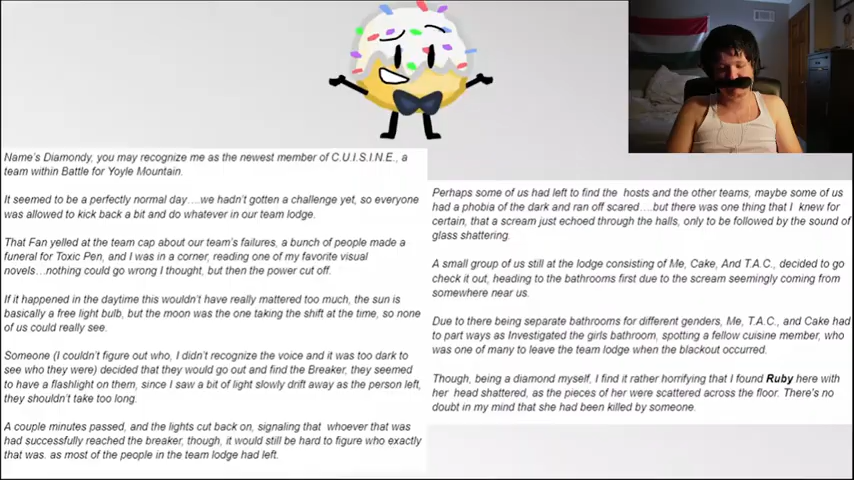 Name's Diamondy, you may recognize me as the newest member of C.U.I.S.I.N.E., a
team within Battle for Yoyle Mountain.
It seemed to be a perfectly normal day....we hadn't gotten a challenge yet, so everyone
was allowed to kick back a bit and do whatever in our team lodge.
That Fan yelled at the team cap about our team's failures, a bunch of people made a
funeral for Toxic Pen, and I was in a corner, reading one of my favorite visual
novels...nothing could go wrong I thought, but then the power cut off.
If it happened in the daytime this wouldn't have really mattered too much, the sun is
basically a free light bulb, but the moon was the one taking the shift at the time, so none
of us could really see.
Someone (I couldn't figure out who, I didn't recognize the voice and it was too dark to
see who they were) decided that they would go out and find the Breaker, they seemed
to have a flashlight on them, since I saw a bit of light slowly drift away as the person left,
they shouldn't take too long.
A couple minutes passed, and the lights cut back on, signaling that whoever that was
had successfully reached the breaker, though, it would still be hard to figure who exactly
that was. as most of the people in the team lodge had left.
Perhaps some of us had left to find the hosts and the other teams, maybe some of us
had a phobia of the dark and ran off scared....but there was one thing that I knew for
certain, that a scream just echoed through the halls, only to be followed by the sound of
glass shattering.
A small group of us still at the lodge consisting of Me, Cake, And T.A.C., decided to go
check it out, heading to the bathrooms first due to the scream seemingly coming from
somewhere near us.
Due to there being separate bathrooms for different genders, Me, T.A.C., and Cake had
to part ways as Investigated the girls bathroom, spotting a fellow cuisine member, who
was one of many to leave the team lodge when the blackout occurred.
Though, being a diamond myself, I find it rather horrifying that I found Ruby here with
her head shattered, as the pieces of her were scattered across the floor. There's no
doubt in my mind that she had been killed by someone.